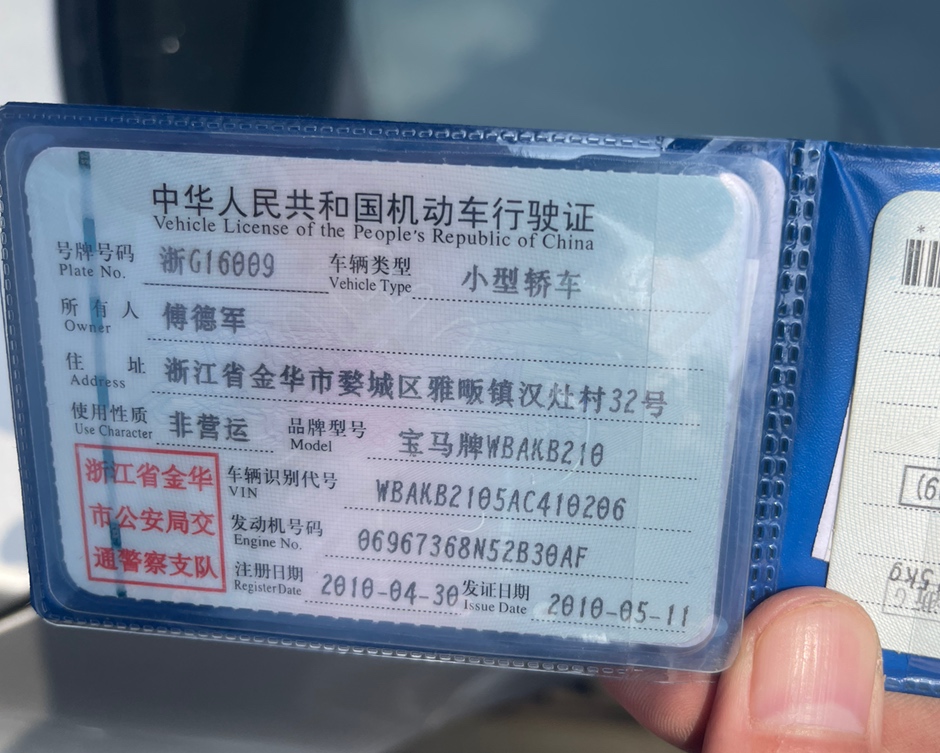 中华人民共和国机动车行驶证
Vehicle License of the People's Republic of China
号牌号码 浙G16009 车辆类型 小型轿车
Plate No. Vehicle Type
所有人 傅德军
Owner
住址 浙江省金华市婺城区雅畈镇汉灶村32号
Address
使用性质 非营运 品牌型号 宝马牌WBAKB210
Use Character Model
浙江省金华
市公安局交
通警察支队
车辆识别代号 WBAKB2105AC410206
VIN
发动机号码 06967368N52B30AF
Engine No.
注册日期 2010-04-30 发证日期 2010-05-11
Register Date Issue Date